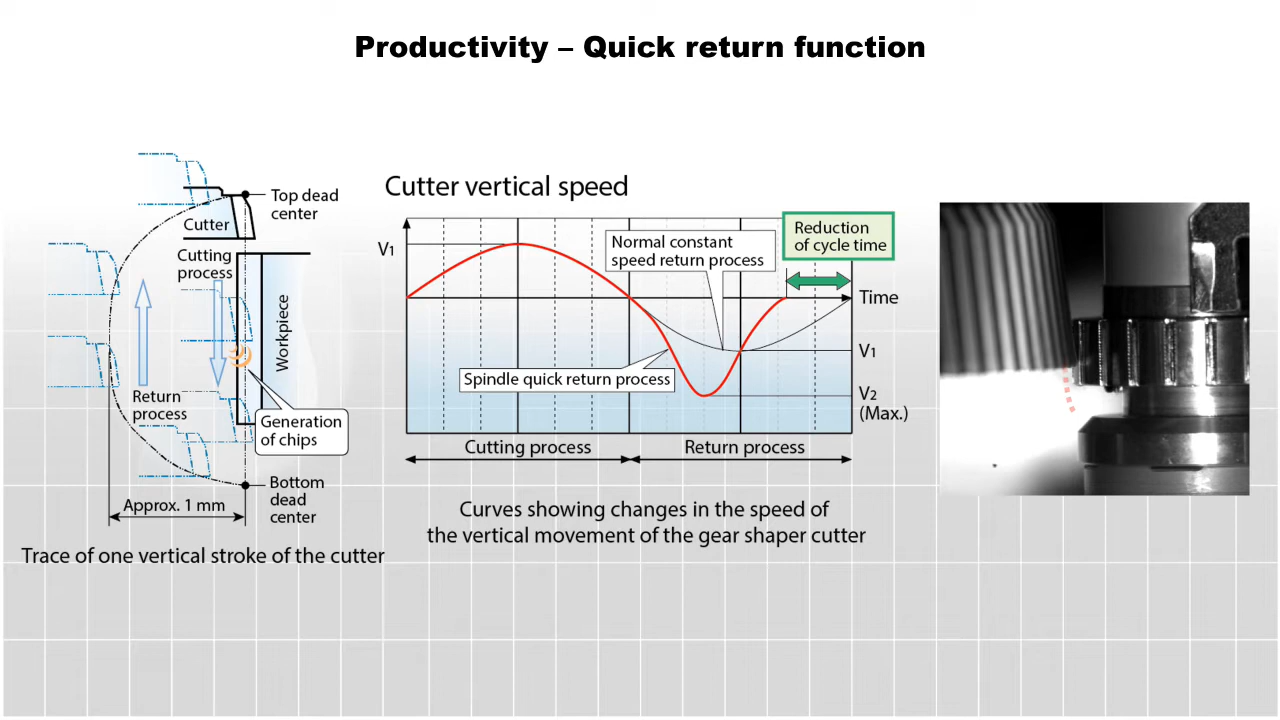 Productivity – Quick return function
Top dead
center
Cutter
Cutting
process
Workpiece
Return
process
Generation
of chips
Bottom
dead
center
Approx. 1 mm
Trace of one vertical stroke of the cutter
Cutter vertical speed
V1
Normal constant
speed return process
Reduction
of cycle time
Time
V1
Spindle quick return process
V2
(Max.)
Cutting process
Return process
Curves showing changes in the speed of
the vertical movement of the gear shaper cutter